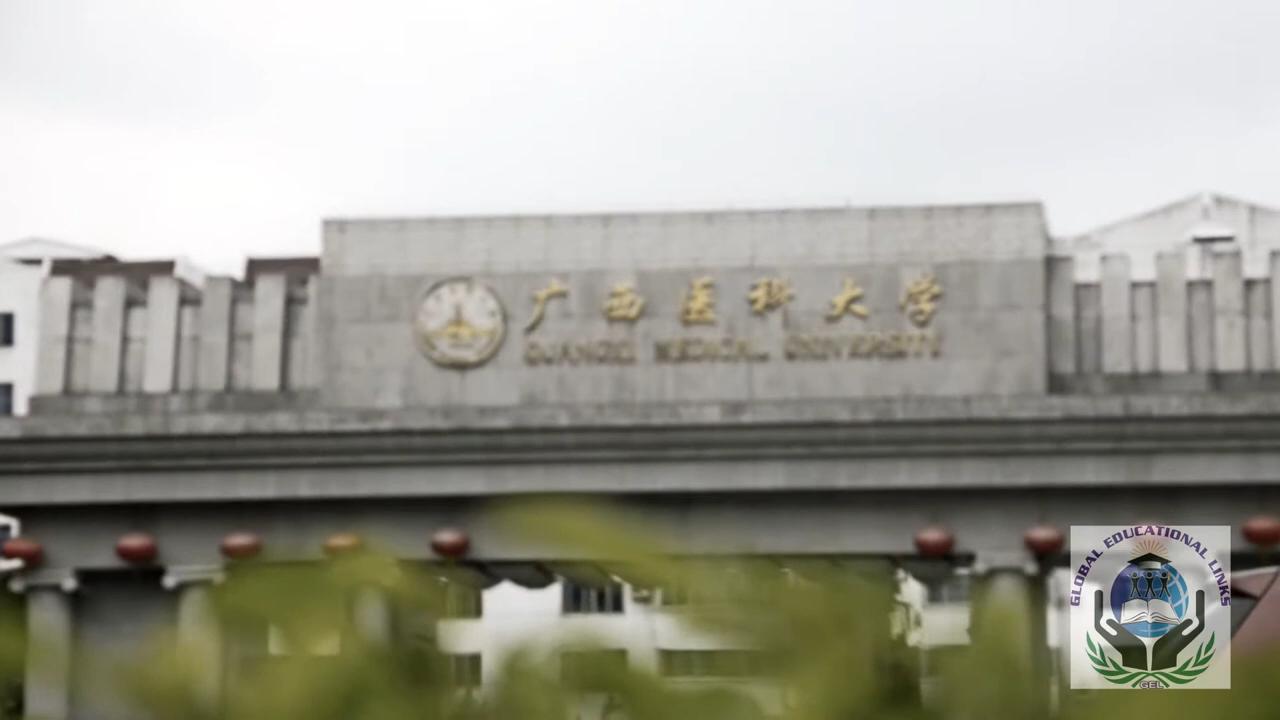 广西医科大学
GUANGXI MEDICAL UNIVERSITY
GLOBAL EDUCATIONAL LINKS
GEL